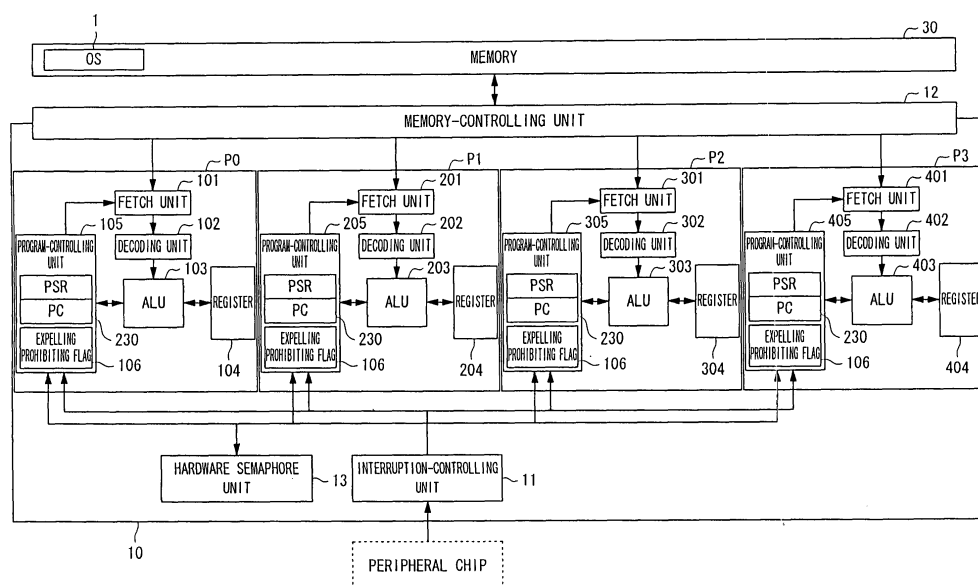 1
30
OS
MEMORY
12
MEMORY-CONTROLLING UNIT
P0
P1
P2
P3
101
FETCH UNIT
105
102
PROGRAM-CONTROLLING
UNIT
DECODING UNIT
103
PSR
PC
ALU
REGISTER
EXPELLING
PROHIBITING FLAG
230
106
104
201
FETCH UNIT
205
202
PROGRAM-CONTROLLING
UNIT
DECODING UNIT
203
PSR
PC
ALU
REGISTER
EXPELLING
PROHIBITING FLAG
230
106
204
301
FETCH UNIT
305
302
PROGRAM-CONTROLLING
UNIT
DECODING UNIT
303
PSR
PC
ALU
REGISTER
EXPELLING
PROHIBITING FLAG
230
106
304
401
FETCH UNIT
405
402
PROGRAM-CONTROLLING
UNIT
DECODING UNIT
403
PSR
PC
ALU
REGISTER
EXPELLING
PROHIBITING FLAG
230
106
404
HARDWARE SEMAPHORE
UNIT
13
INTERRUPTION-CONTROLLING
UNIT
11
10
PERIPHERAL CHIP